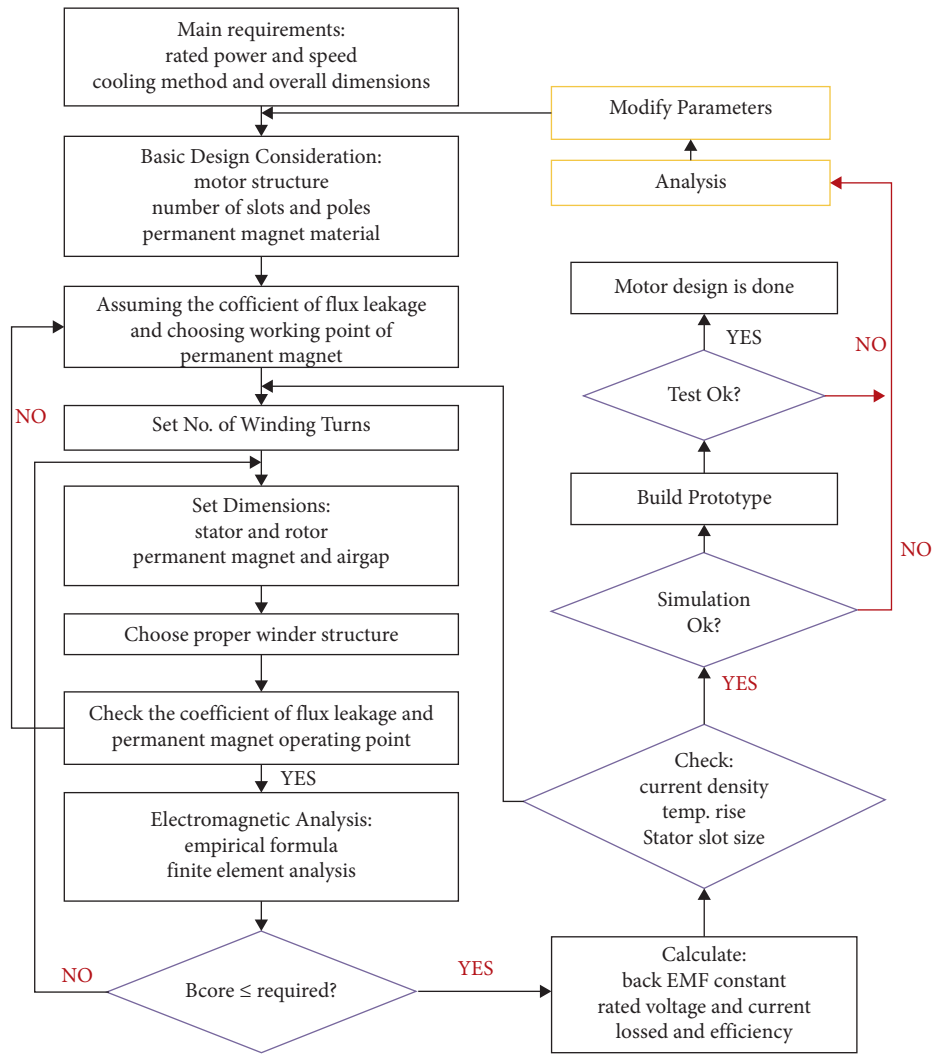 Main requirements:
rated power and speed
cooling method and overall dimensions
Basic Design Consideration:
motor structure
number of slots and poles
permanent magnet material
Assuming the cofficient of flux leakage
and choosing working point of
permanent magnet
NO
Set No. of Winding Turns
Set Dimensions:
stator and rotor
permanent magnet and airgap
Choose proper winder structure
Check the coefficient of flux leakage and
permanent magnet operating point
YES
Electromagnetic Analysis:
empirical formula
finite element analysis
NO
Bcore ≤ required?
YES
Calculate:
back EMF constant
rated voltage and current
lossed and efficiency
Check:
current density
temp. rise
Stator slot size
YES
Simulation
Ok?
NO
Build Prototype
Test Ok?
NO
YES
Motor design is done
Analysis
Modify Parameters